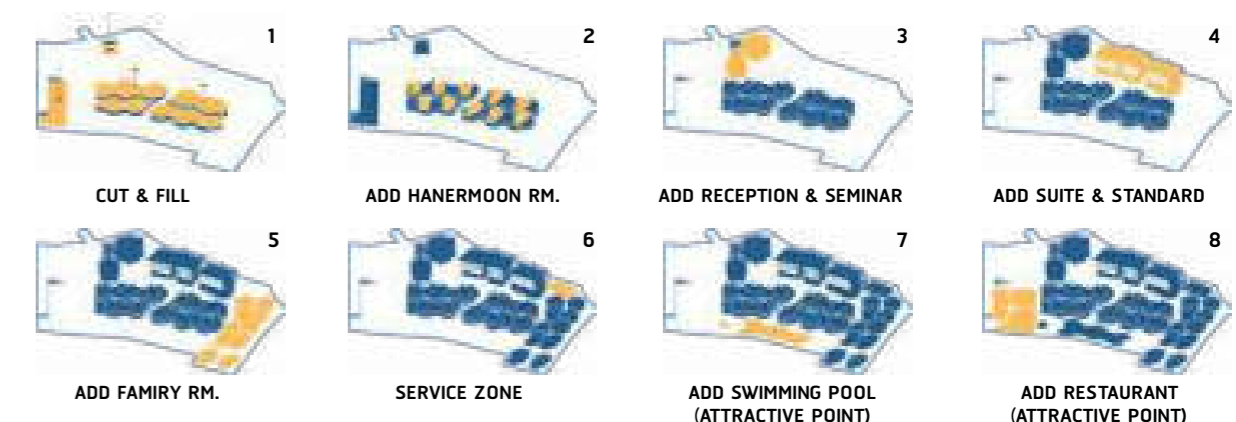 1
CUT & FILL
2
ADD HANERMOON RM.
3
ADD RECEPTION & SEMINAR
4
ADD SUITE & STANDARD
5
ADD FAMIRY RM.
6
SERVICE ZONE
7
ADD SWIMMING POOL
(ATTRACTIVE POINT)
8
ADD RESTAURANT
(ATTRACTIVE POINT)